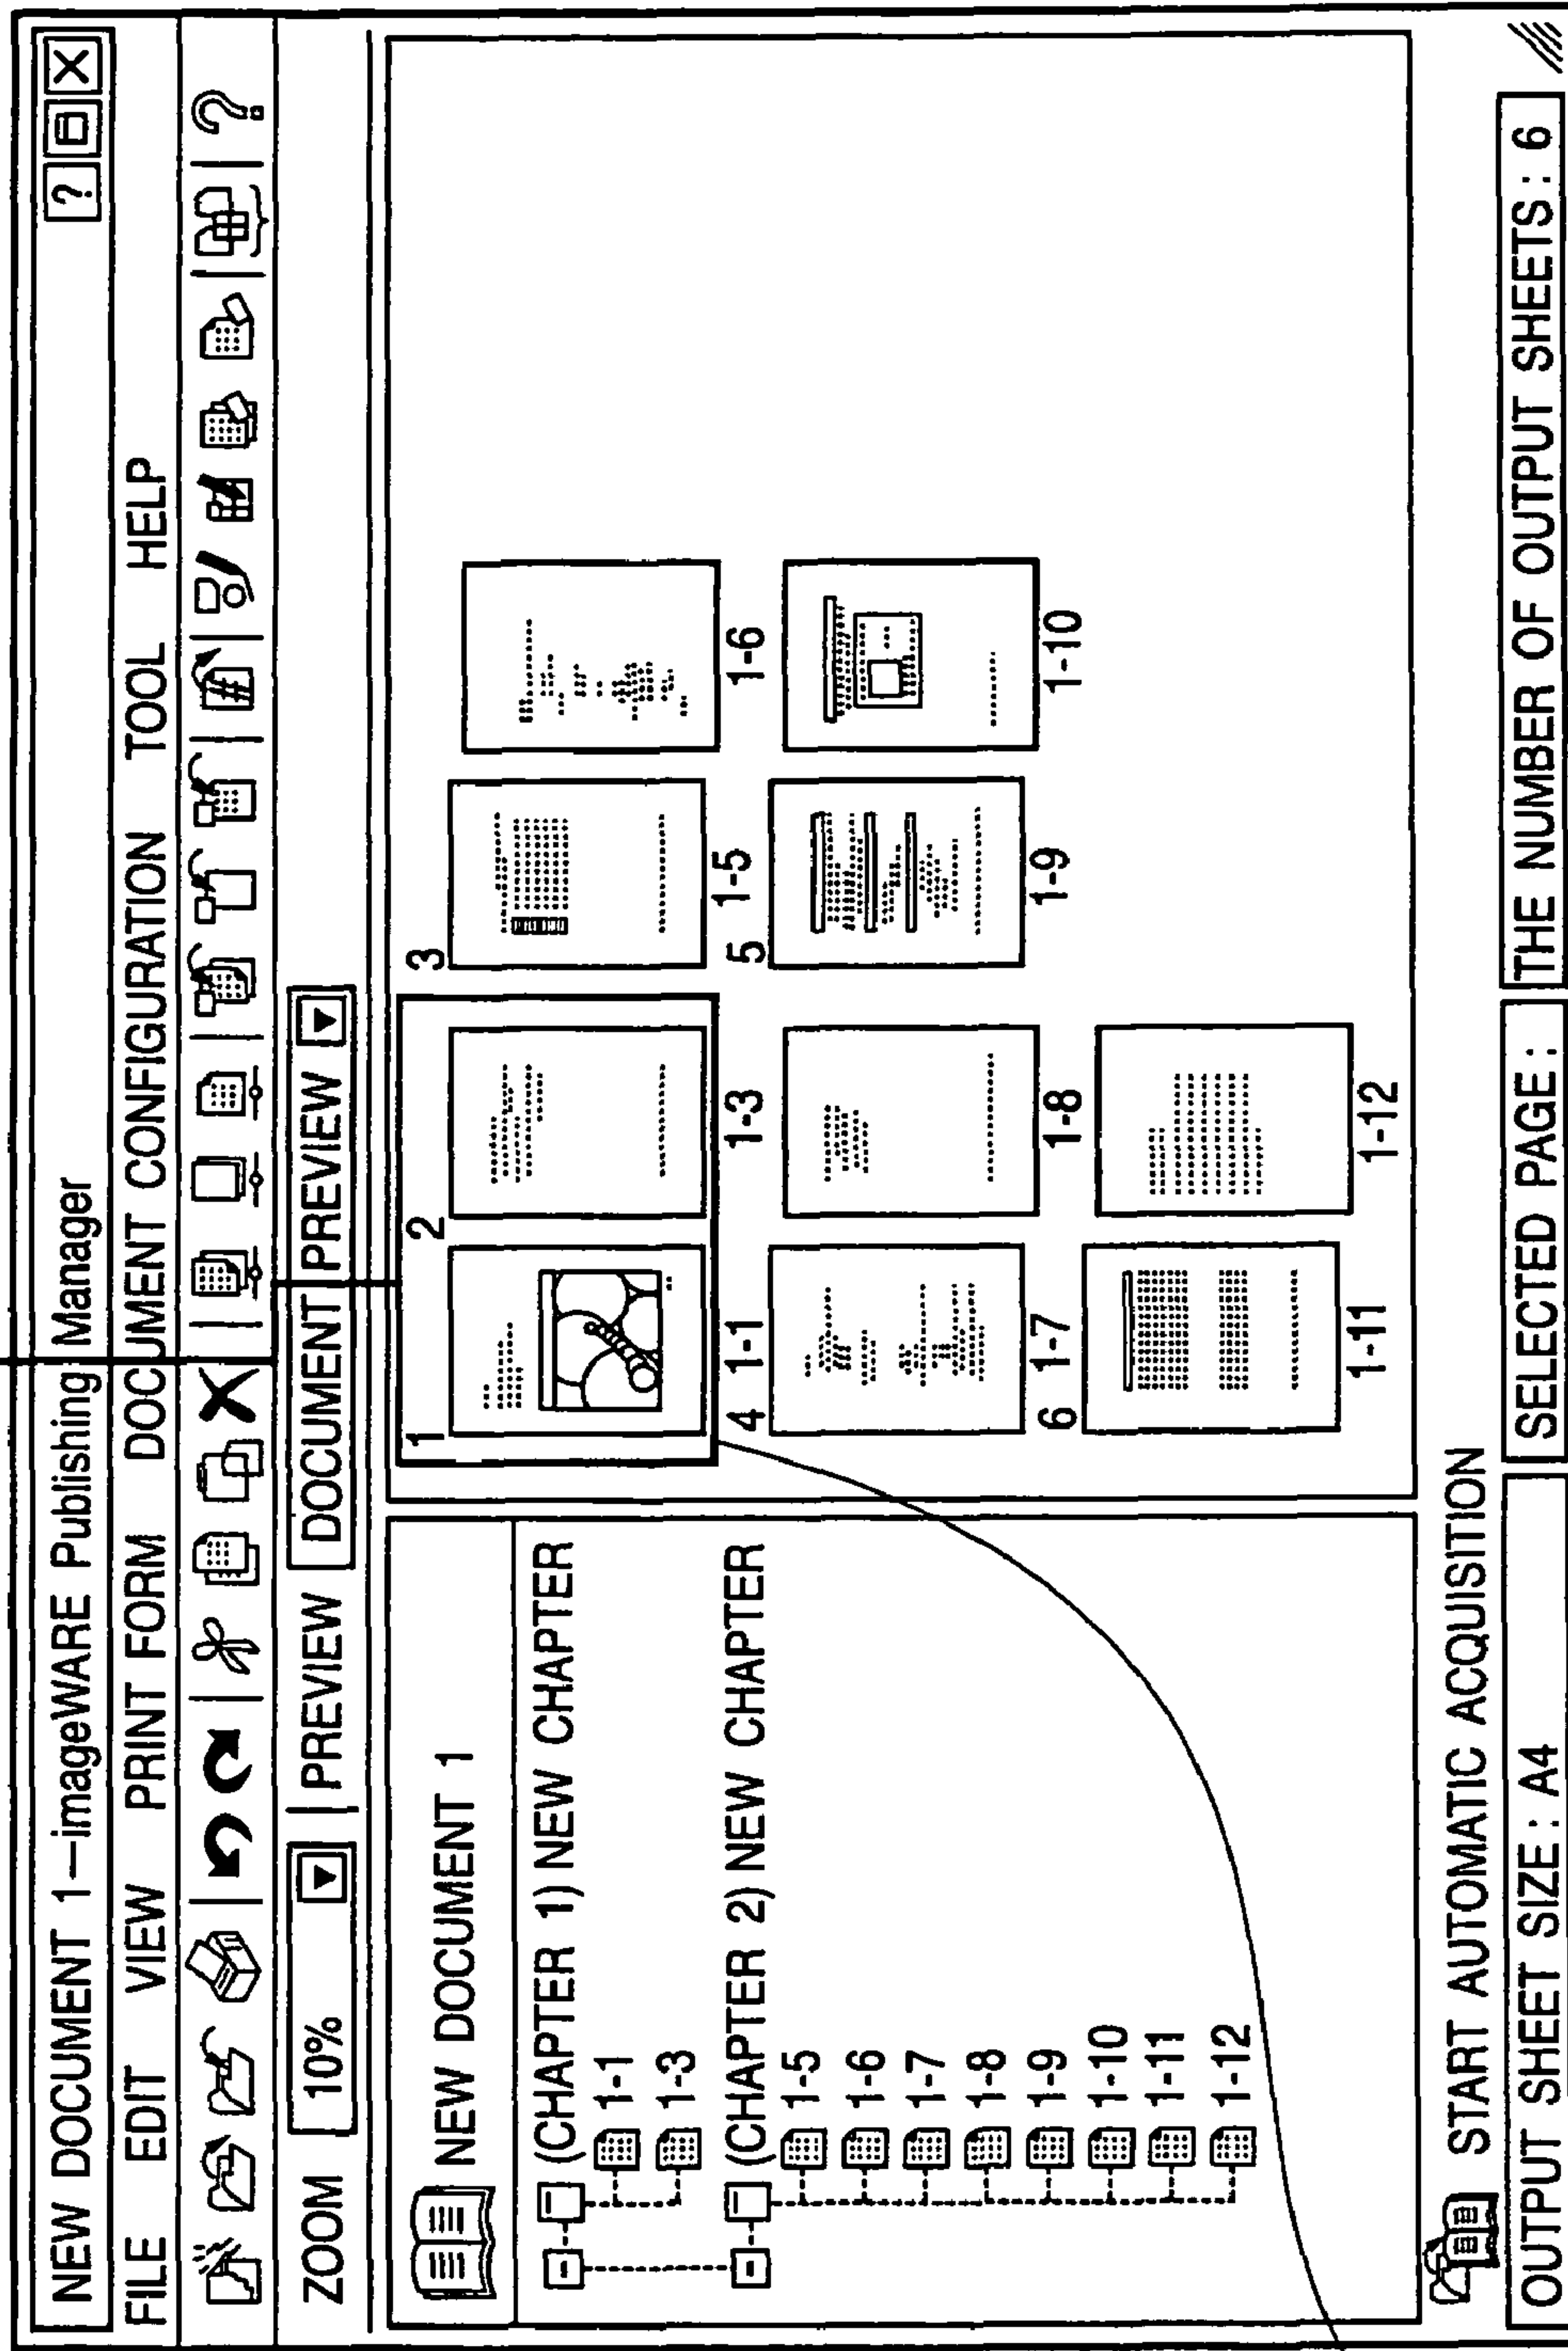 NEW DOCUMENT 1—imageWARE Publishing Manager ?
FILE EDIT VIEW PRINT FORM DOCUMENT CONFIGURATION TOOL HELP
# ?
ZOOM 10% PREVIEW DOCUMENT PREVIEW
NEW DOCUMENT 1
(CHAPTER 1) NEW CHAPTER
1-1
1-3
(CHAPTER 2) NEW CHAPTER
1-5
1-6
1-7
1-8
1-9
1-10
1-11
1-12
1 2 3
1-1 1-3 1-5 1-6
4 5
1-7 1-8 1-9 1-10
6
1-11 1-12
START AUTOMATIC ACQUISITION
OUTPUT SHEET SIZE: A4 SELECTED PAGE: THE NUMBER OF OUTPUT SHEETS: 6